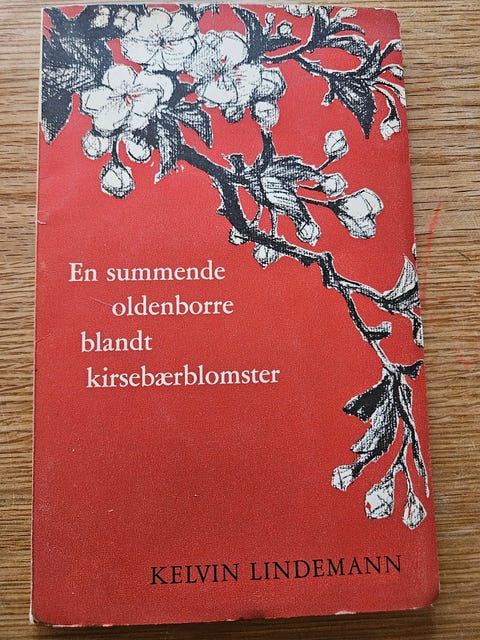 En summende
oldenborre
blandt
kirsebærblomster
KELVIN LINDEMANN